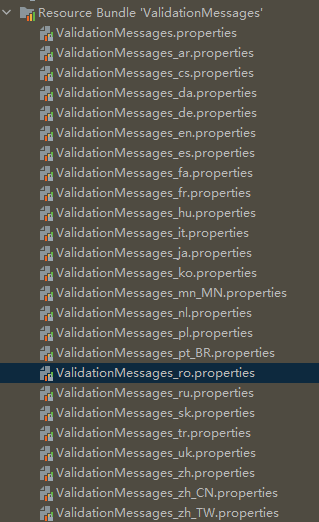 Resource Bundle 'ValidationMessages'
ValidationMessages.properties
ValidationMessages_ar.properties
ValidationMessages_cs.properties
ValidationMessages_da.properties
ValidationMessages_de.properties
ValidationMessages_en.properties
ValidationMessages_es.properties
ValidationMessages_fa.properties
ValidationMessages_fr.properties
ValidationMessages_hu.properties
ValidationMessages_it.properties
ValidationMessages_ja.properties
ValidationMessages_ko.properties
ValidationMessages_mn_MN.properties
ValidationMessages_nl.properties
ValidationMessages_pl.properties
ValidationMessages_pt_BR.properties
ValidationMessages_ro.properties
ValidationMessages_ru.properties
ValidationMessages_sk.properties
ValidationMessages_tr.properties
ValidationMessages_uk.properties
ValidationMessages_zh.properties
ValidationMessages_zh_CN.properties
ValidationMessages_zh_TW.properties